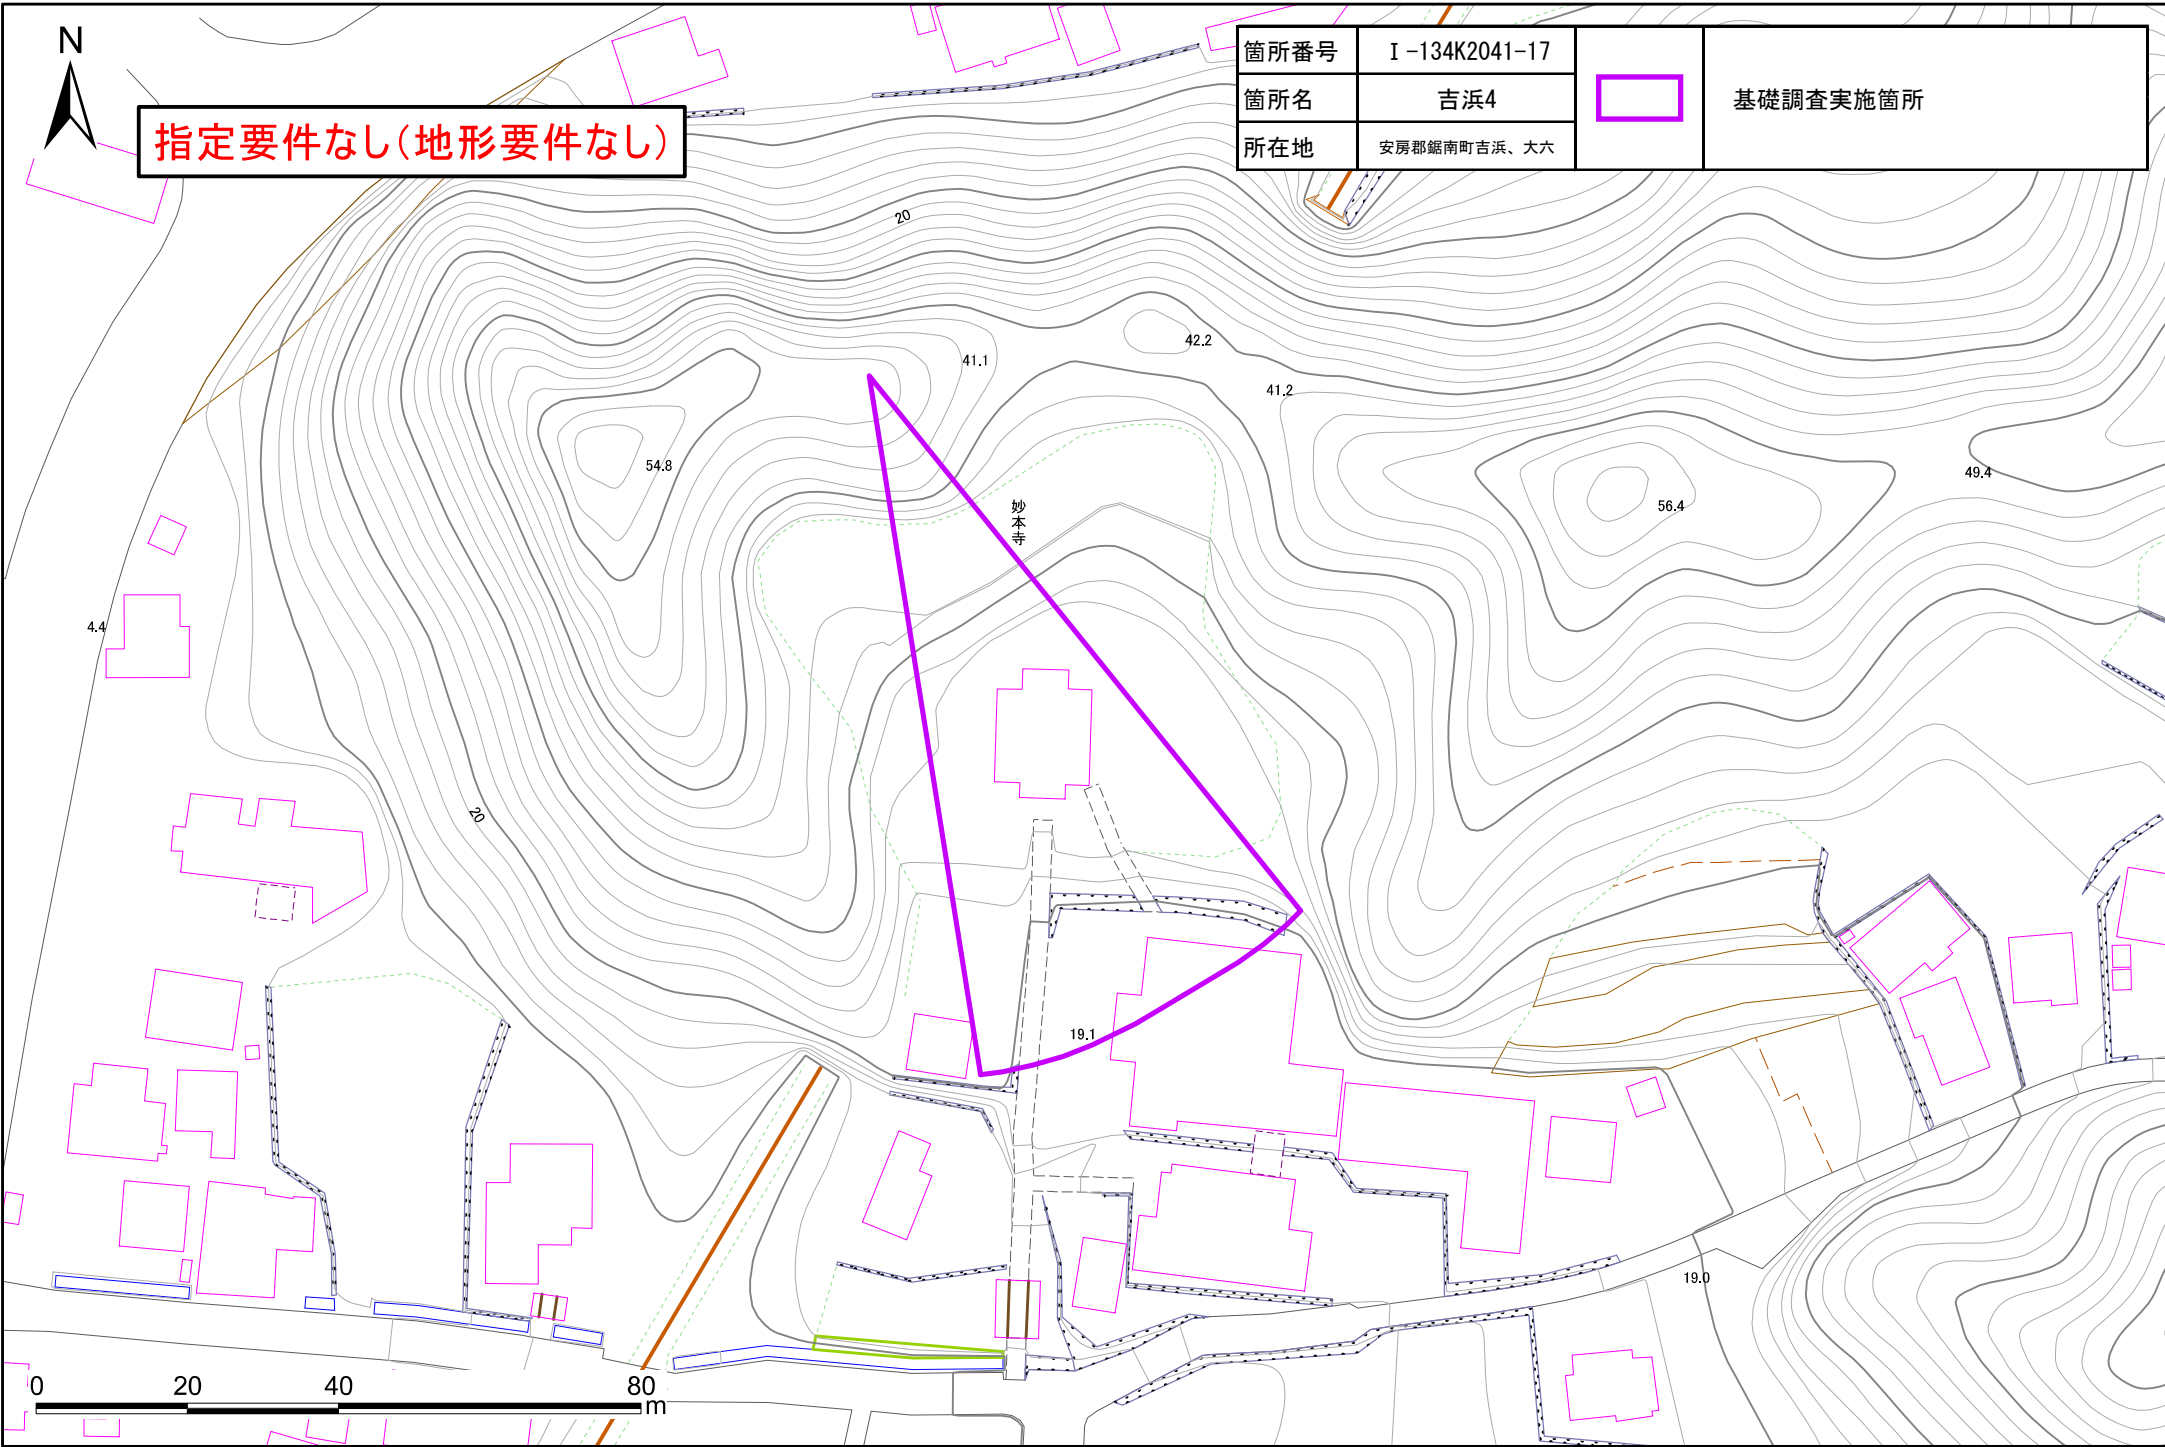 N
指定要件なし(地形要件なし)
箇所番号 Ⅰ-134K2041-17
箇所名 吉浜4
所在地 安房郡鋸南町吉浜、大六
基礎調査実施箇所
20
41.1
42.2
41.2
54.8
56.4
49.4
妙本寺
4.4
20
19.1
19.0
0 20 40 80
m